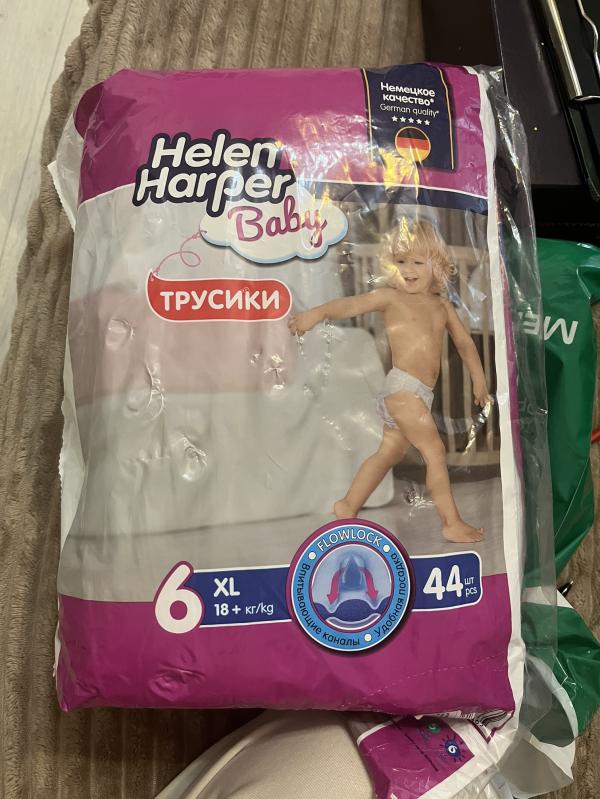 Немецкое
качество*
German quality*
Helen
Harper
Baby
ТРУСИКИ
FLOWLOCK
Впитывающие каналы
Удобная посадка
6
XL
18+ кг/kg
44 шт
pcs